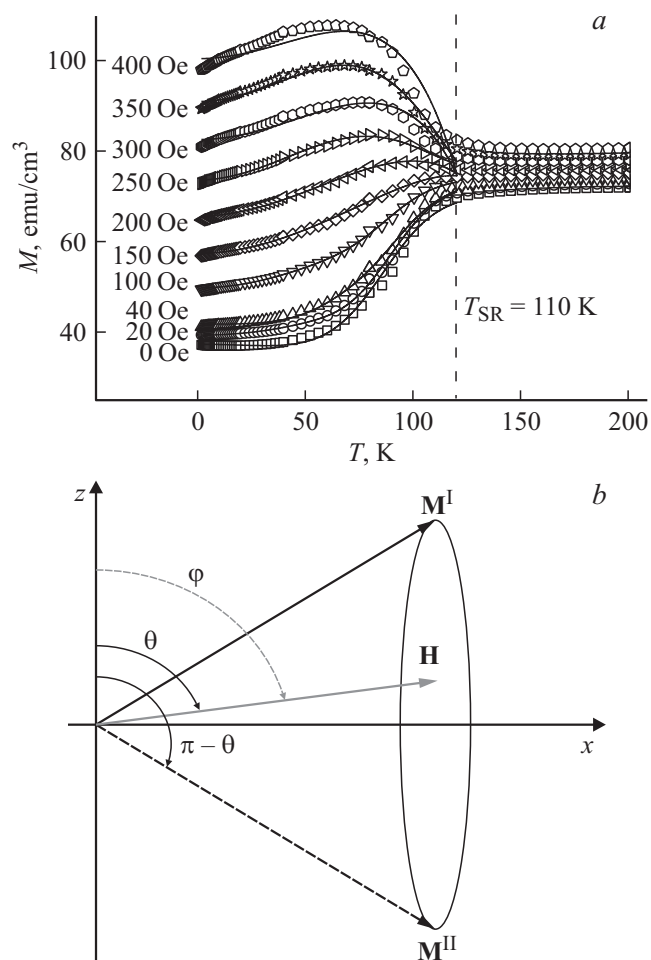 a
100
80
60
40
M, emu/cm³
400 Oe
350 Oe
300 Oe
250 Oe
200 Oe
150 Oe
100 Oe
40 Oe
20 Oe
0 Oe
T_SR = 110 K
0 50 100 150 200
T, K
z
b
M^I
φ
θ
H
π – θ
x
M^II